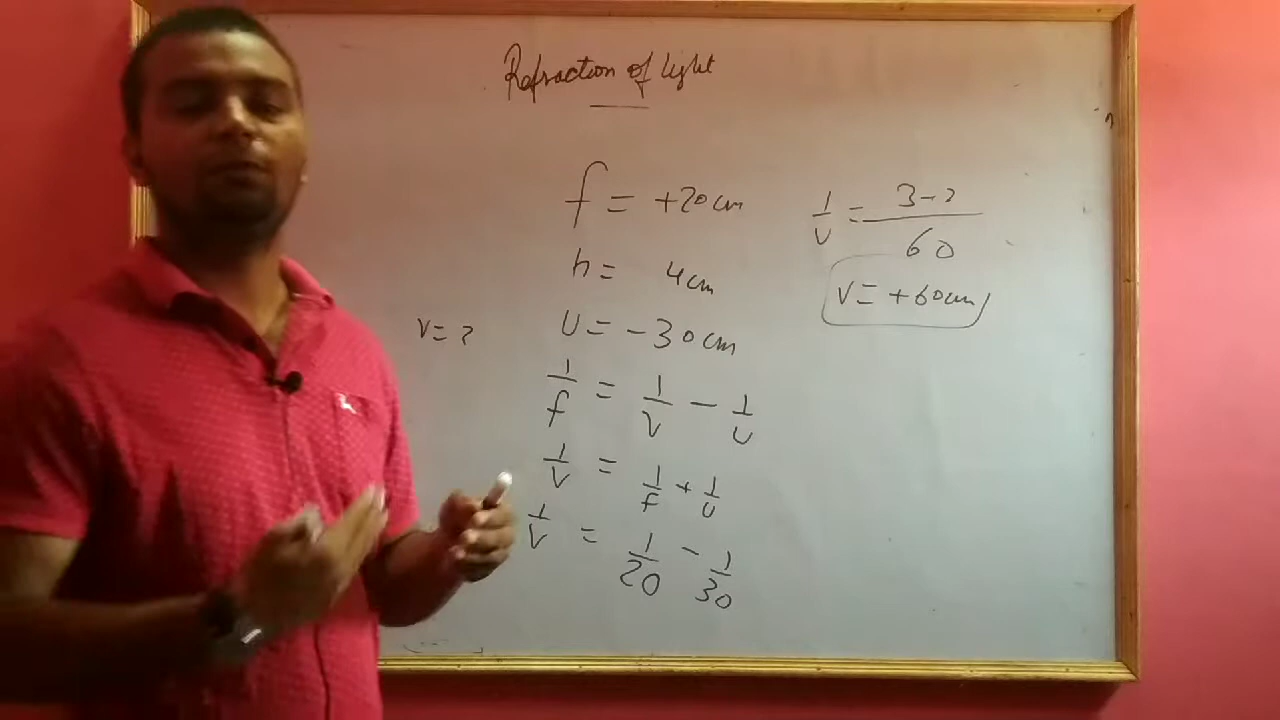 Refraction of light
f = +20cm
h = 4cm
v = ?
u = -30cm
1/f = 1/v - 1/u
1/v = 1/f + 1/u
1/v = 1/20 - 1/30
1/v = 3-2/60
v = +60cm